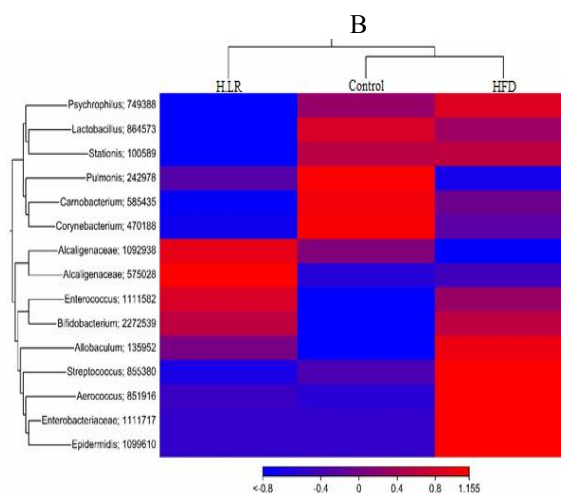 B
H.LR Control HFD
Psychrophilus; 749388
Lactobacillus; 864573
Stationis; 100589
Pulmonis; 242978
Carnobacterium; 585435
Corynebacterium; 470188
Alcaligenaceae; 1092938
Alcaligenaceae; 575028
Enterococcus; 1111582
Bifidobacterium; 2272539
Allobaculum; 135952
Streptococcus; 855380
Aerococcus; 851916
Enterobacteriaceae; 1111717
Epidermidis; 1099610
<-0.8 -0.4 0 0.4 0.8 1.155